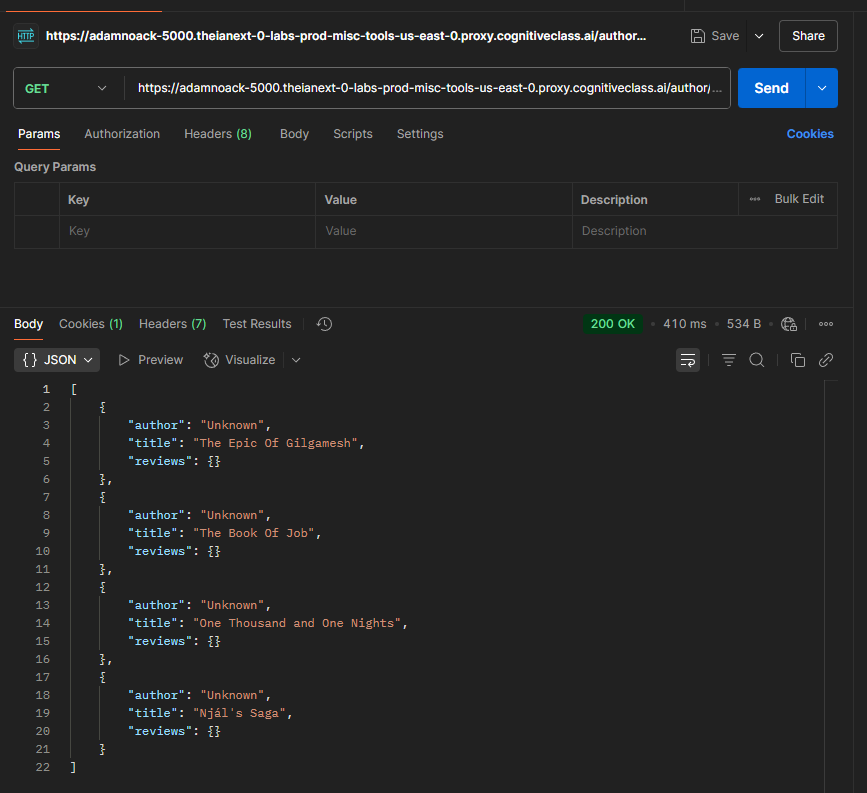 HTTP https://adamnoack-5000.theianext-0-labs-prod-misc-tools-us-east-0.proxy.cognitiveclass.ai/author... Save Share
GET https://adamnoack-5000.theianext-0-labs-prod-misc-tools-us-east-0.proxy.cognitiveclass.ai/author/... Send
Params Authorization Headers (8) Body Scripts Settings Cookies
Query Params
Key Value Description Bulk Edit
Key Value Description
Body Cookies (1) Headers (7) Test Results 200 OK • 410 ms • 534 B •
{} JSON Preview Visualize
1 [
2 {
3 "author": "Unknown",
4 "title": "The Epic Of Gilgamesh",
5 "reviews": {}
6 },
7 {
8 "author": "Unknown",
9 "title": "The Book Of Job",
10 "reviews": {}
11 },
12 {
13 "author": "Unknown",
14 "title": "One Thousand and One Nights",
15 "reviews": {}
16 },
17 {
18 "author": "Unknown",
19 "title": "Njál's Saga",
20 "reviews": {}
21 }
22 ]